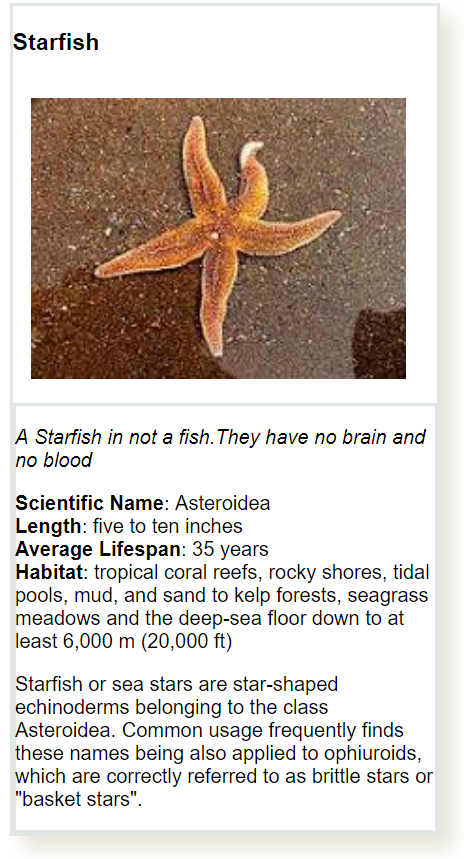 Starfish
A Starfish in not a fish.They have no brain and
no blood
Scientific Name: Asteroidea
Length: five to ten inches
Average Lifespan: 35 years
Habitat: tropical coral reefs, rocky shores, tidal
pools, mud, and sand to kelp forests, seagrass
meadows and the deep-sea floor down to at
least 6,000 m (20,000 ft)
Starfish or sea stars are star-shaped
echinoderms belonging to the class
Asteroidea. Common usage frequently finds
these names being also applied to ophiuroids,
which are correctly referred to as brittle stars or
"basket stars".